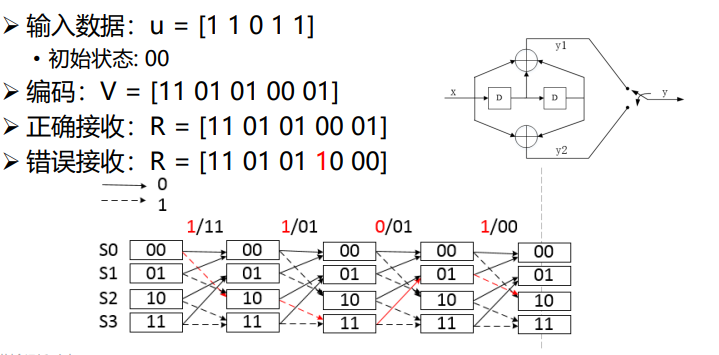 ➢ 输入数据：u = [1 1 0 1 1]
• 初始状态: 00
➢ 编码：V = [11 01 01 00 01]
➢ 正确接收：R = [11 01 01 00 01]
➢ 错误接收：R = [11 01 01 10 00]
0
1
y1
x D D y
y2
1/11 1/01 0/01 1/00
S0 00 00 00 00 00
S1 01 01 01 01 01
S2 10 10 10 10 10
S3 11 11 11 11 11